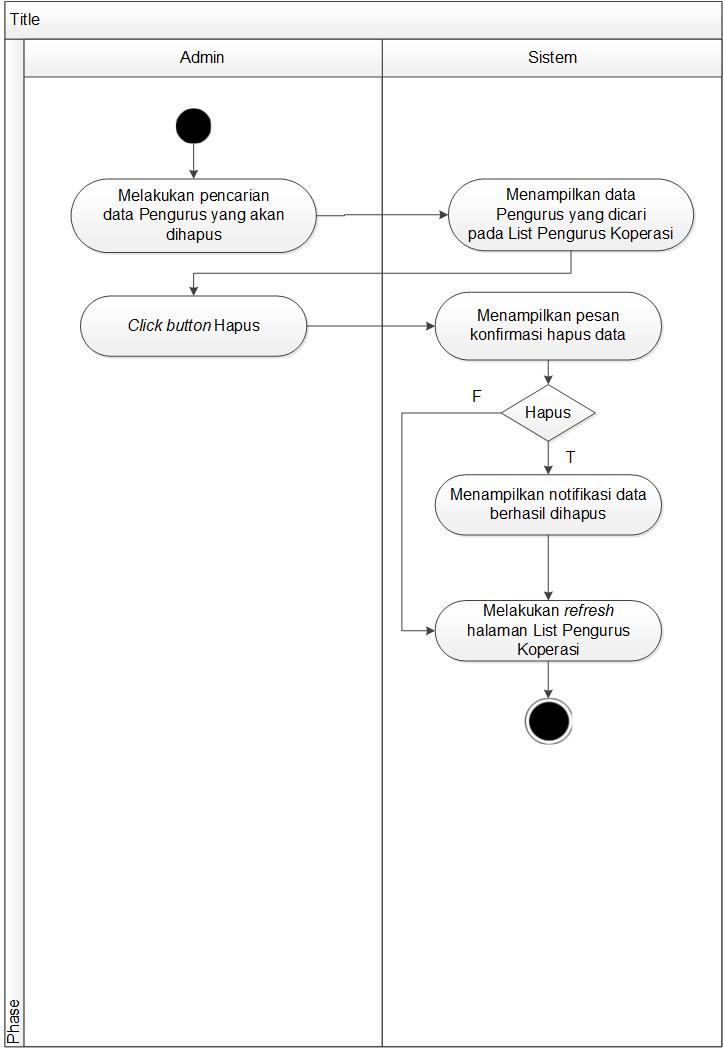 Title
Admin
Sistem
Melakukan pencarian
data Pengurus yang akan
dihapus
Menampilkan data
Pengurus yang dicari
pada List Pengurus Koperasi
Click button Hapus
Menampilkan pesan
konfirmasi hapus data
F
Hapus
T
Menampilkan notifikasi data
berhasil dihapus
Melakukan refresh
halaman List Pengurus
Koperasi
Phase